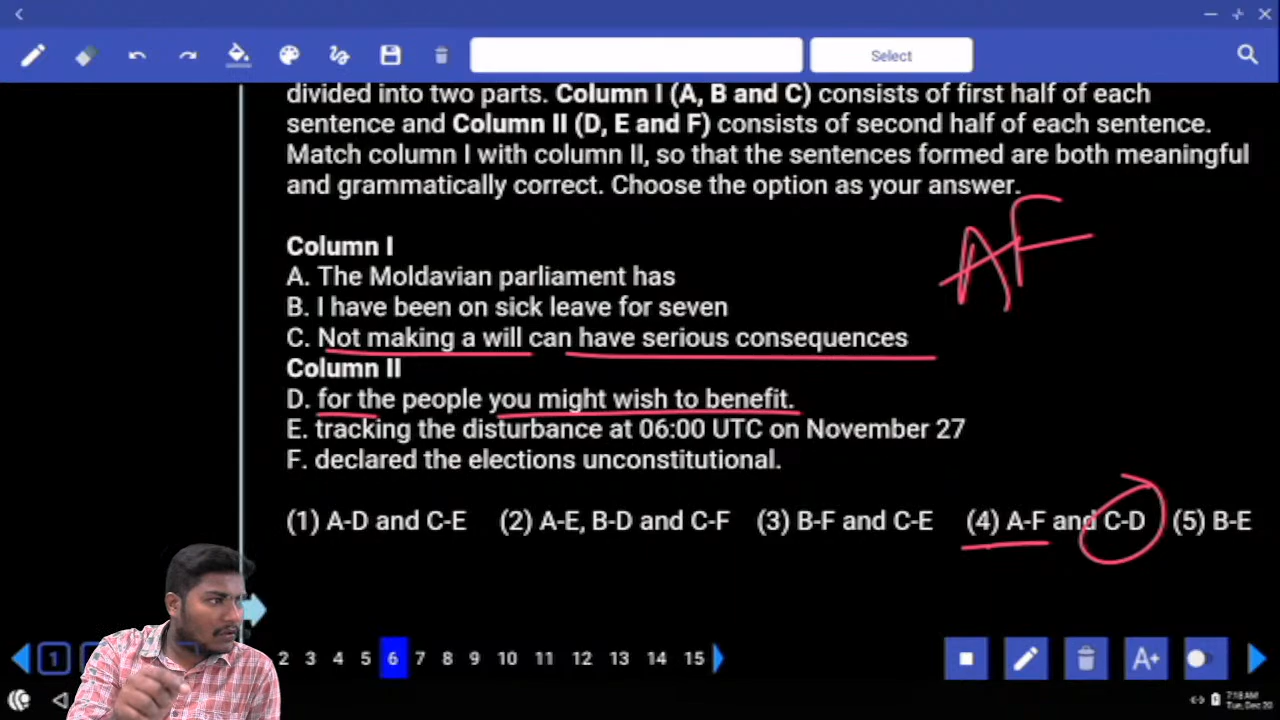 Select
divided into two parts. Column I (A, B and C) consists of first half of each
sentence and Column II (D, E and F) consists of second half of each sentence.
Match column I with column II, so that the sentences formed are both meaningful
and grammatically correct. Choose the option as your answer.
AF
Column I
A. The Moldavian parliament has
B. I have been on sick leave for seven
C. Not making a will can have serious consequences
Column II
D. for the people you might wish to benefit.
E. tracking the disturbance at 06:00 UTC on November 27
F. declared the elections unconstitutional.
(1) A-D and C-E (2) A-E, B-D and C-F (3) B-F and C-E (4) A-F and C-D (5) B-E
1 2 3 4 5 6 7 8 9 10 11 12 13 14 15 A+
7:18 AM
Tue, Dec 20